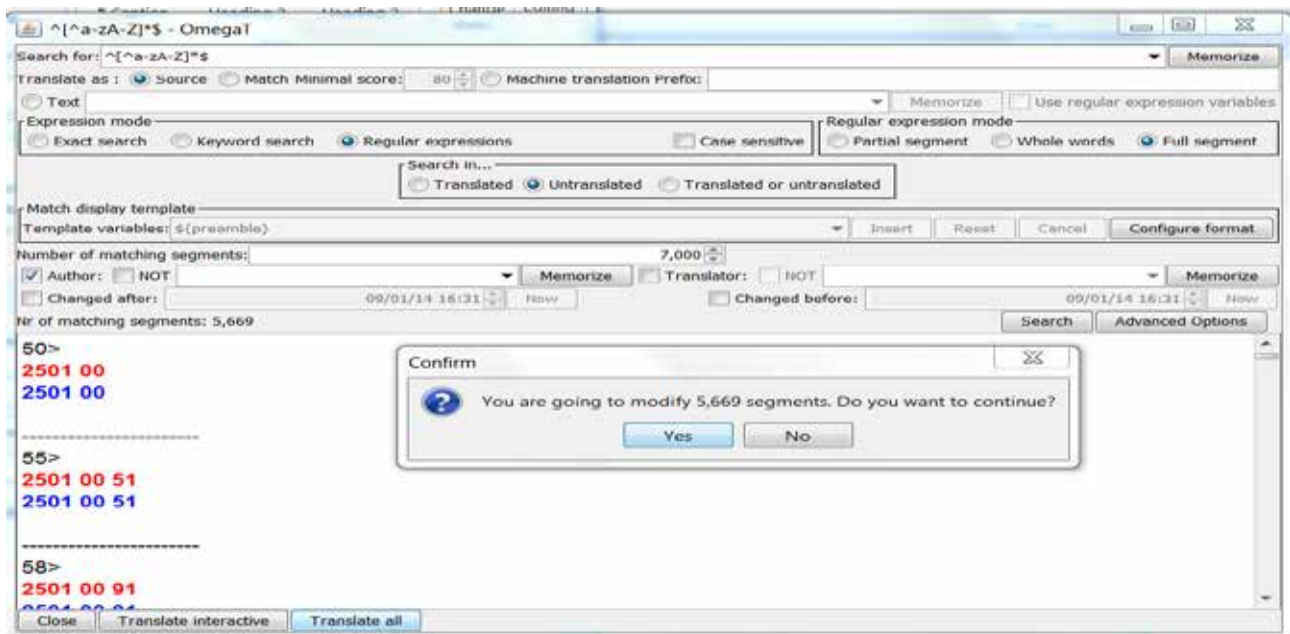 ^[^a-zA-Z]*$ - OmegaT
Search for: ^[^a-zA-Z]*$ Memorize
Translate as : Source Match Minimal score: 80 Machine translation Prefix:
Text Memorize Use regular expression variables
Expression mode Regular expression mode
Exact search Keyword search Regular expressions Case sensitive Partial segment Whole words Full segment
Search in...
Translated Untranslated Translated or untranslated
Match display template
Template variables: ${preamble} Insert Reset Cancel Configure format
Number of matching segments: 7,000
Author: NOT Memorize Translator: NOT Memorize
Changed after: 09/01/14 16:31 Now Changed before: 09/01/14 16:31 Now
Nr of matching segments: 5,669 Search Advanced Options
50>
2501 00
2501 00
------------------------
55>
2501 00 51
2501 00 51
------------------------
58>
2501 00 91
Confirm
You are going to modify 5,669 segments. Do you want to continue?
Yes No
Close Translate interactive Translate all